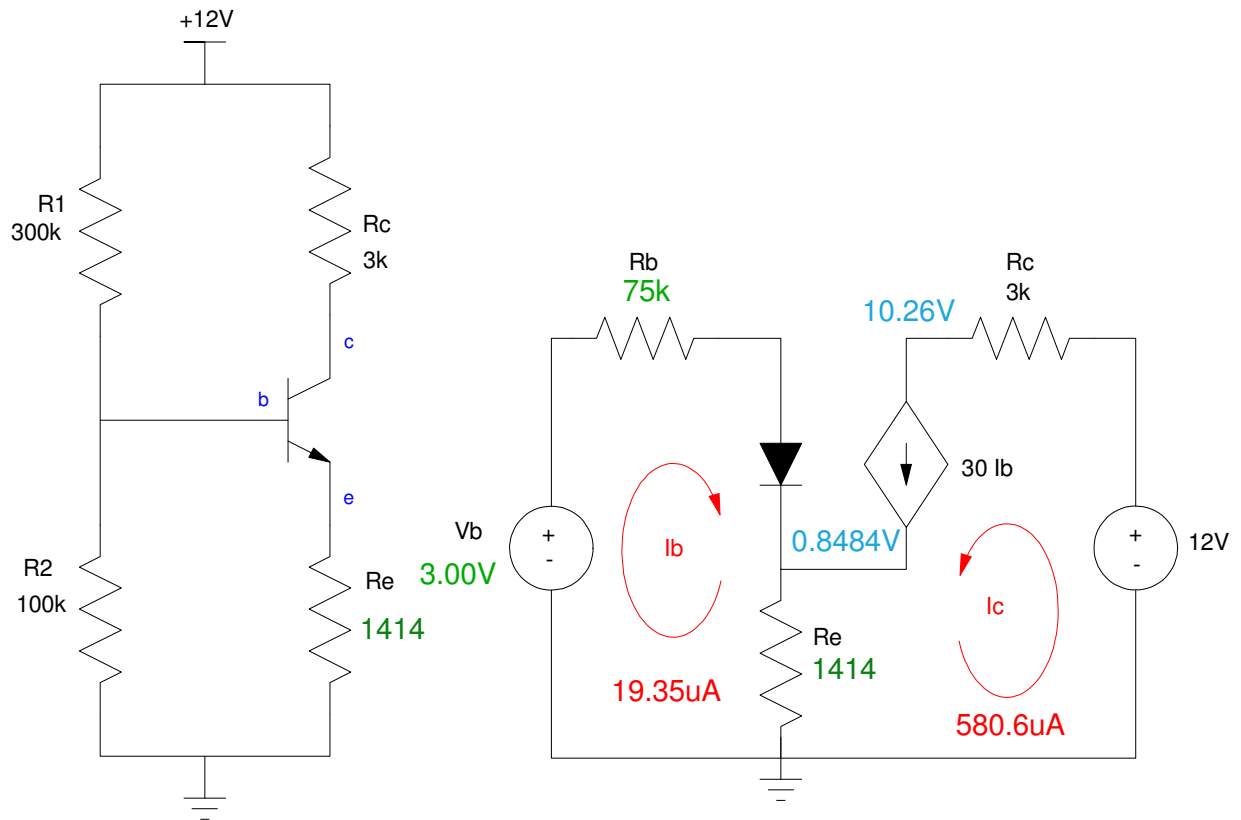 +12V
R1
300k
Rc
3k
c
b
e
R2
100k
Re
1414
Rb
75k
10.26V
Rc
3k
30 Ib
Vb
+
-
3.00V
Ib
0.8484V
Ic
+
-
12V
Re
1414
19.35uA
580.6uA